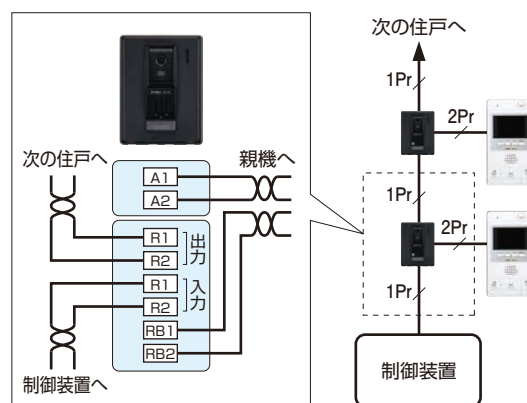 次の住戸へ
親機へ
A1
A2
R1
R2
出力
R1
R2
入力
RB1
RB2
制御装置へ
次の住戸へ
1Pr
2Pr
1Pr
2Pr
1Pr
制御装置